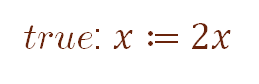 true: x := 2x